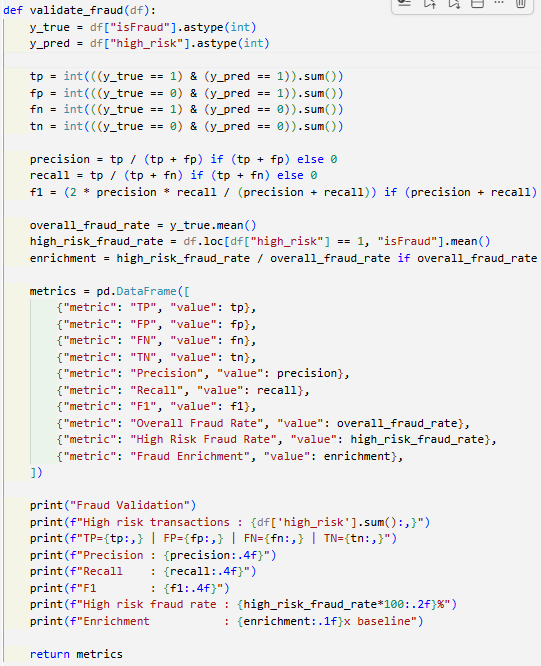 def validate_fraud(df):
    y_true = df["isFraud"].astype(int)
    y_pred = df["high_risk"].astype(int)

    tp = int(((y_true == 1) & (y_pred == 1)).sum())
    fp = int(((y_true == 0) & (y_pred == 1)).sum())
    fn = int(((y_true == 1) & (y_pred == 0)).sum())
    tn = int(((y_true == 0) & (y_pred == 0)).sum())

    precision = tp / (tp + fp) if (tp + fp) else 0
    recall = tp / (tp + fn) if (tp + fn) else 0
    f1 = (2 * precision * recall / (precision + recall)) if (precision + recall)

    overall_fraud_rate = y_true.mean()
    high_risk_fraud_rate = df.loc[df["high_risk"] == 1, "isFraud"].mean()
    enrichment = high_risk_fraud_rate / overall_fraud_rate if overall_fraud_rate

    metrics = pd.DataFrame([
        {"metric": "TP", "value": tp},
        {"metric": "FP", "value": fp},
        {"metric": "FN", "value": fn},
        {"metric": "TN", "value": tn},
        {"metric": "Precision", "value": precision},
        {"metric": "Recall", "value": recall},
        {"metric": "F1", "value": f1},
        {"metric": "Overall Fraud Rate", "value": overall_fraud_rate},
        {"metric": "High Risk Fraud Rate", "value": high_risk_fraud_rate},
        {"metric": "Fraud Enrichment", "value": enrichment},
    ])

    print("Fraud Validation")
    print(f"High risk transactions : {df['high_risk'].sum():,}")
    print(f"TP={tp:,} | FP={fp:,} | FN={fn:,} | TN={tn:,}")
    print(f"Precision : {precision:.4f}")
    print(f"Recall    : {recall:.4f}")
    print(f"F1        : {f1:.4f}")
    print(f"High risk fraud rate : {high_risk_fraud_rate*100:.2f}%")
    print(f"Enrichment           : {enrichment:.1f}x baseline")

    return metrics